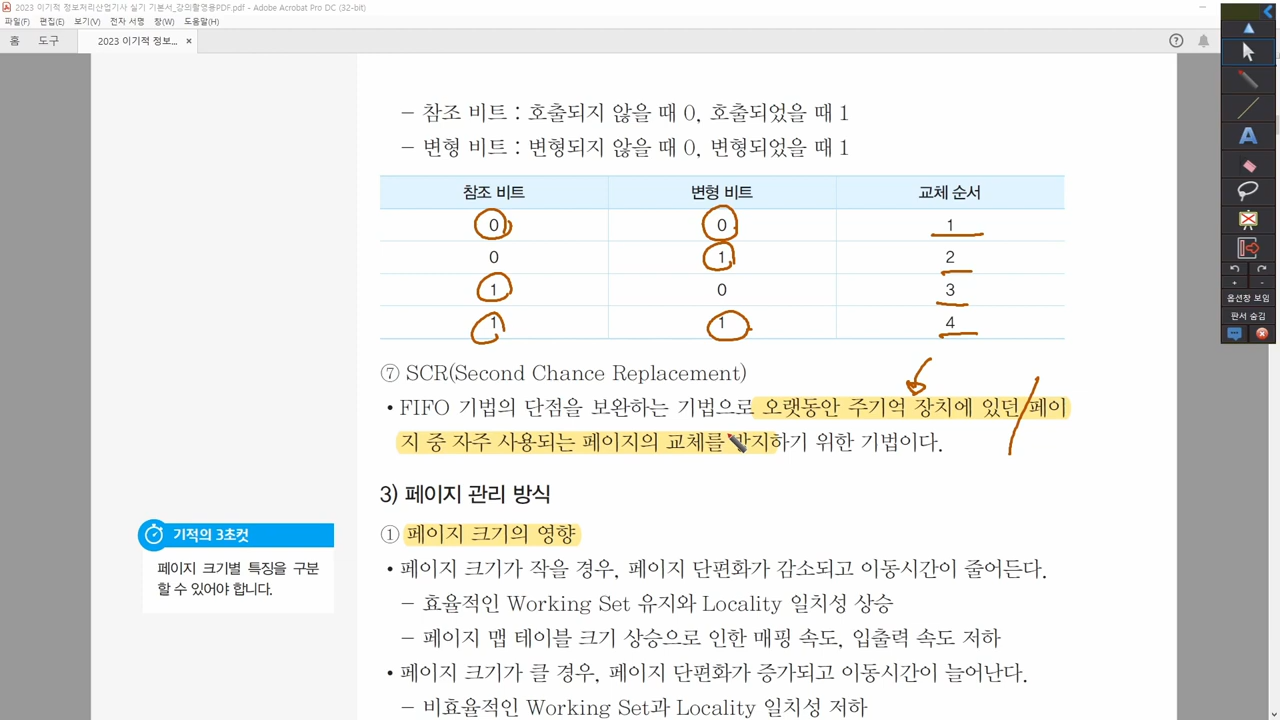 2023 이기적 정보처리산업기사 실기 기본서_강의촬영용PDF.pdf - Adobe Acrobat Pro DC (32-bit)
파일(F) 편집(E) 보기(V) 전자 서명 창(W) 도움말(H)
홈 도구 2023 이기적 정보... ×
- 참조 비트 : 호출되지 않을 때 0, 호출되었을 때 1
- 변형 비트 : 변형되지 않을 때 0, 변형되었을 때 1
참조 비트 변형 비트 교체 순서
0 0 1
0 1 2
1 0 3
1 1 4
⑦ SCR(Second Chance Replacement)
• FIFO 기법의 단점을 보완하는 기법으로 오랫동안 주기억 장치에 있던 페이
지 중 자주 사용되는 페이지의 교체를 방지하기 위한 기법이다.
3) 페이지 관리 방식
① 페이지 크기의 영향
기적의 3초컷
페이지 크기별 특징을 구분
할 수 있어야 합니다.
• 페이지 크기가 작을 경우, 페이지 단편화가 감소되고 이동시간이 줄어든다.
- 효율적인 Working Set 유지와 Locality 일치성 상승
- 페이지 맵 테이블 크기 상승으로 인한 매핑 속도, 입출력 속도 저하
• 페이지 크기가 클 경우, 페이지 단편화가 증가되고 이동시간이 늘어난다.
- 비효율적인 Working Set과 Locality 일치성 저하
A
+ -
옵션창 보임
판서 숨김